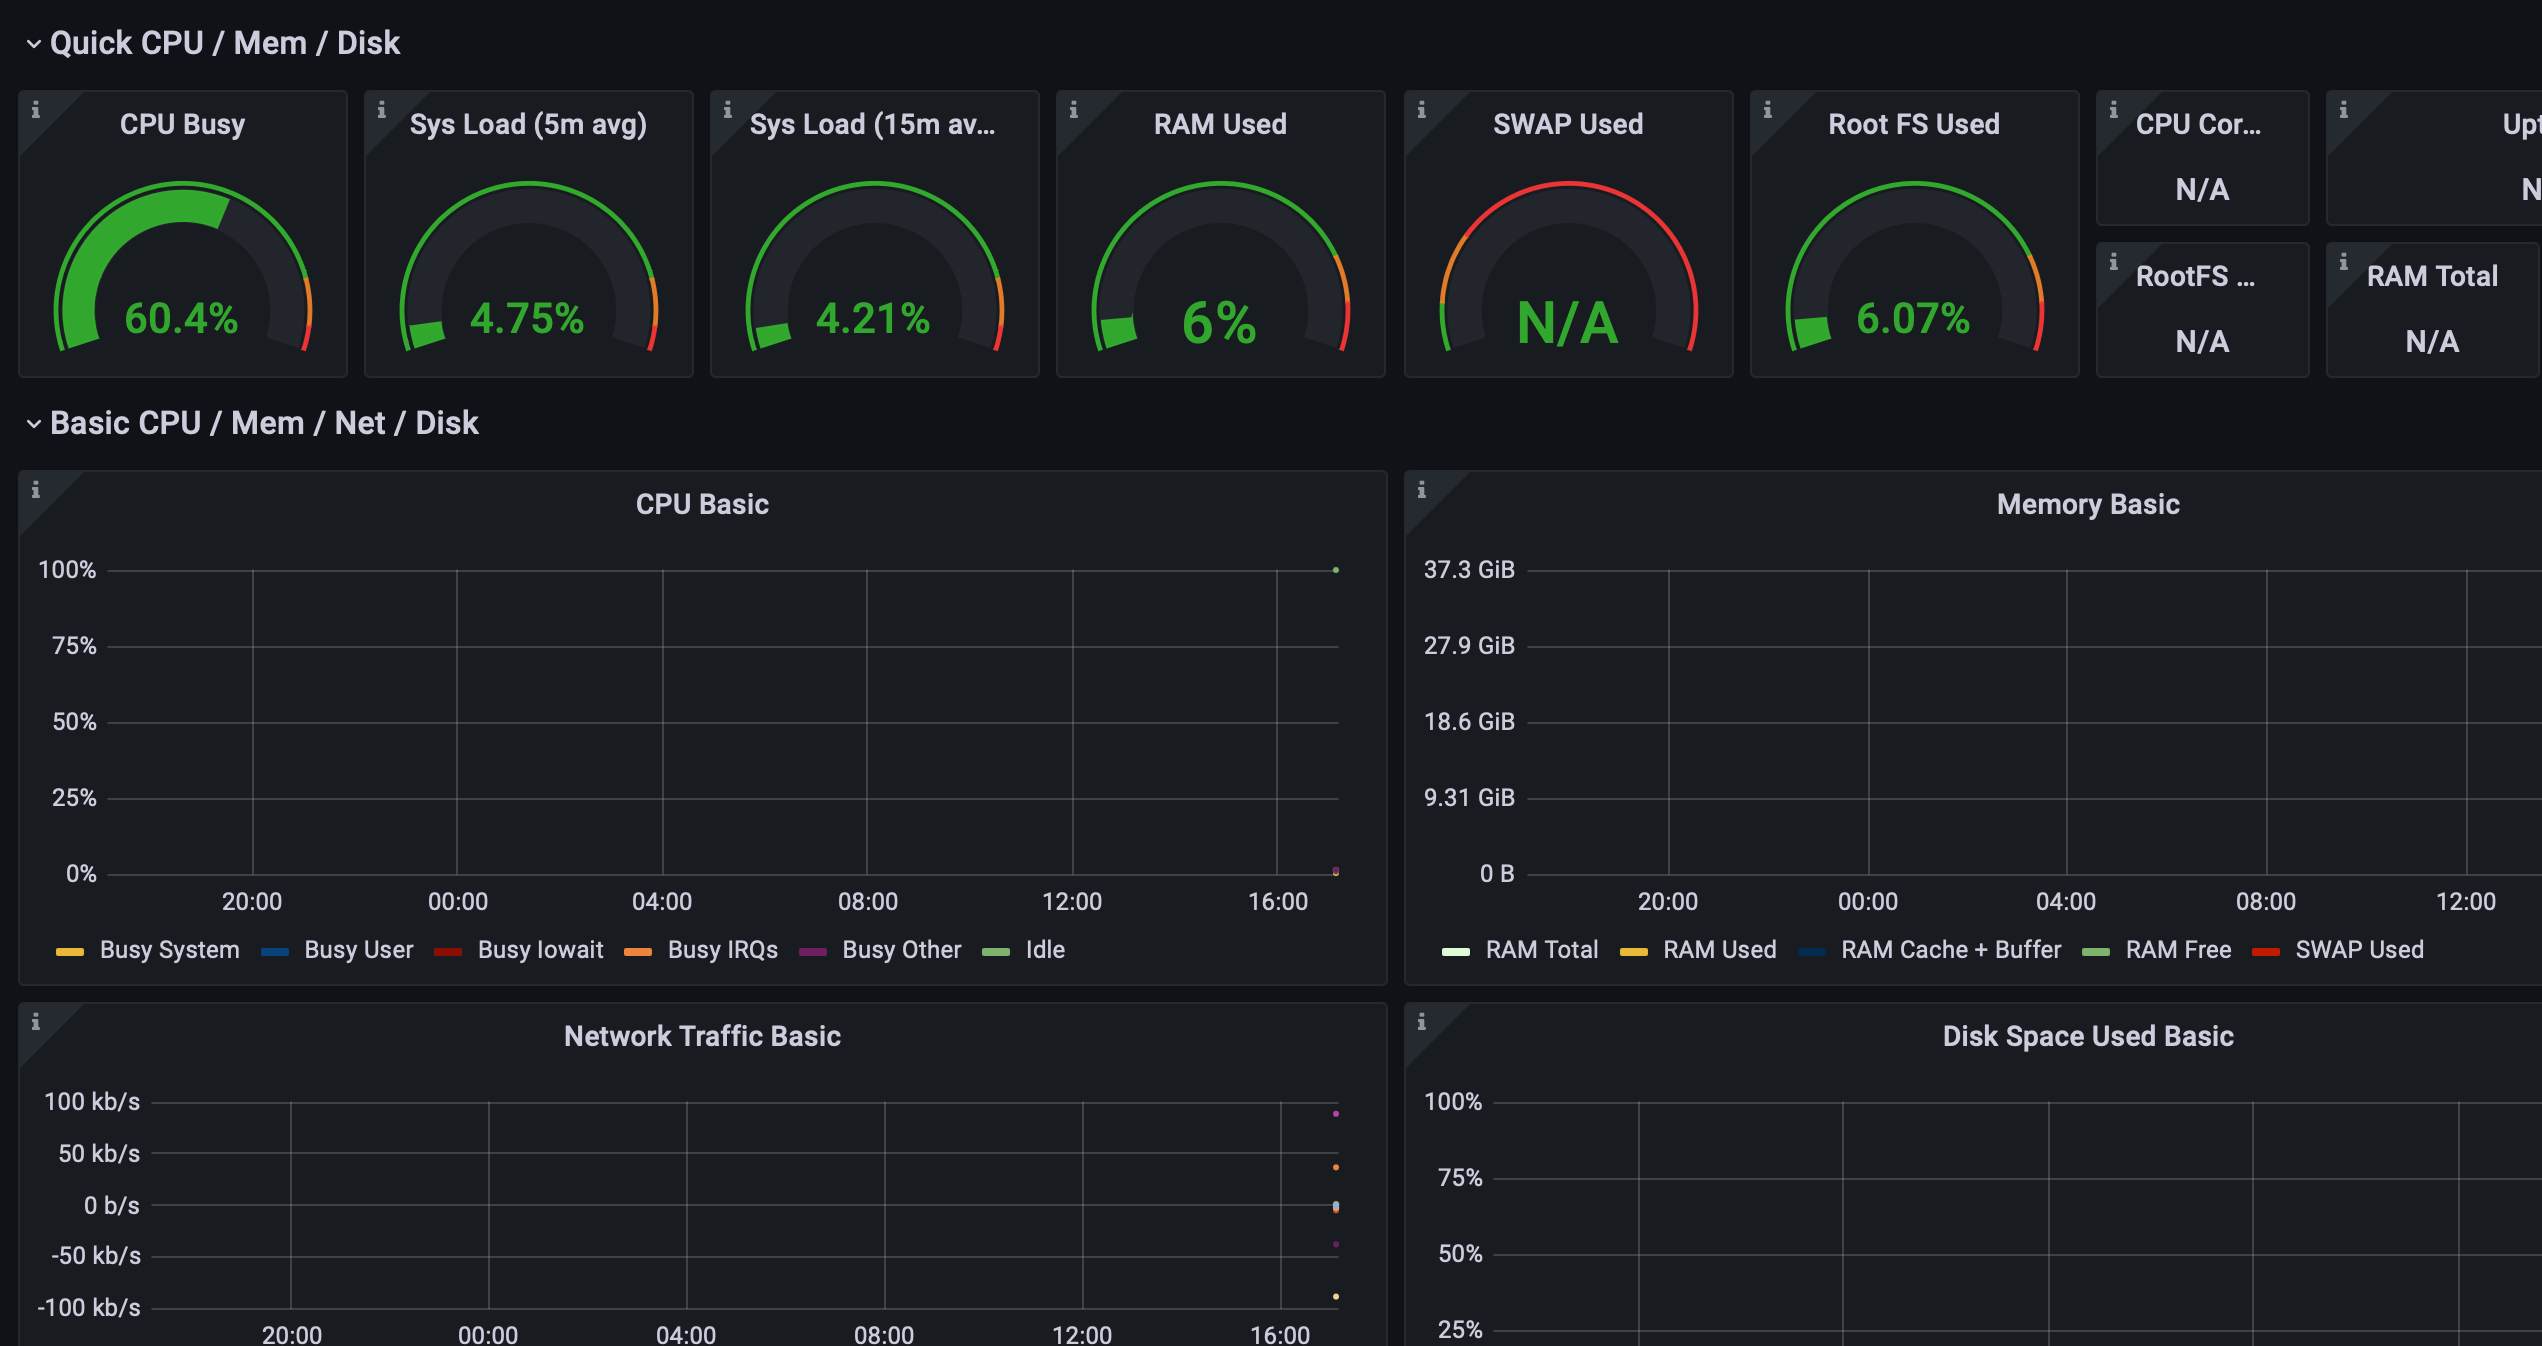 Quick CPU / Mem / Disk
CPU Busy
60.4%
Sys Load (5m avg)
4.75%
Sys Load (15m av...
4.21%
RAM Used
6%
SWAP Used
N/A
Root FS Used
6.07%
CPU Cor...
N/A
Upt
N
RootFS ...
N/A
RAM Total
N/A
Basic CPU / Mem / Net / Disk
CPU Basic
100%
75%
50%
25%
0%
20:00 00:00 04:00 08:00 12:00 16:00
Busy System Busy User Busy Iowait Busy IRQs Busy Other Idle
Memory Basic
37.3 GiB
27.9 GiB
18.6 GiB
9.31 GiB
0 B
20:00 00:00 04:00 08:00 12:00
RAM Total RAM Used RAM Cache + Buffer RAM Free SWAP Used
Network Traffic Basic
100 kb/s
50 kb/s
0 b/s
-50 kb/s
-100 kb/s
20:00 00:00 04:00 08:00 12:00 16:00
Disk Space Used Basic
100%
75%
50%
25%